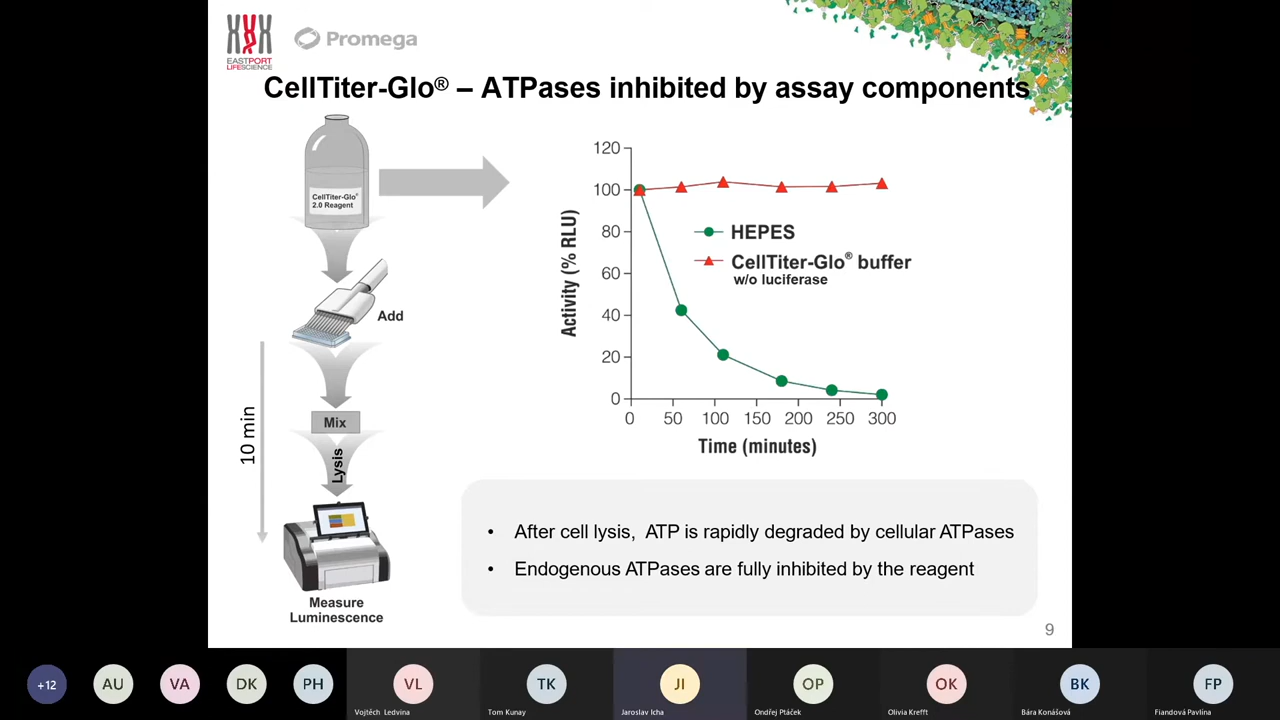 EASTPORT
LIFESCIENCE
Promega
CellTiter-Glo® – ATPases inhibited by assay components
CellTiter-Glo®
2.0 Reagent
Add
10 min
Mix
Lysis
Measure
Luminescence
Activity (% RLU)
120
100
80
60
40
20
0
HEPES
CellTiter-Glo® buffer
w/o luciferase
0 50 100 150 200 250 300
Time (minutes)
• After cell lysis, ATP is rapidly degraded by cellular ATPases
• Endogenous ATPases are fully inhibited by the reagent
9
+12 AU VA DK PH VL TK JI OP OK BK FP
Vojtěch Ledvina Tom Kunay Jaroslav Icha Ondřej Ptáček Olivia Krefft Bára Konášová Fiandová Pavlína